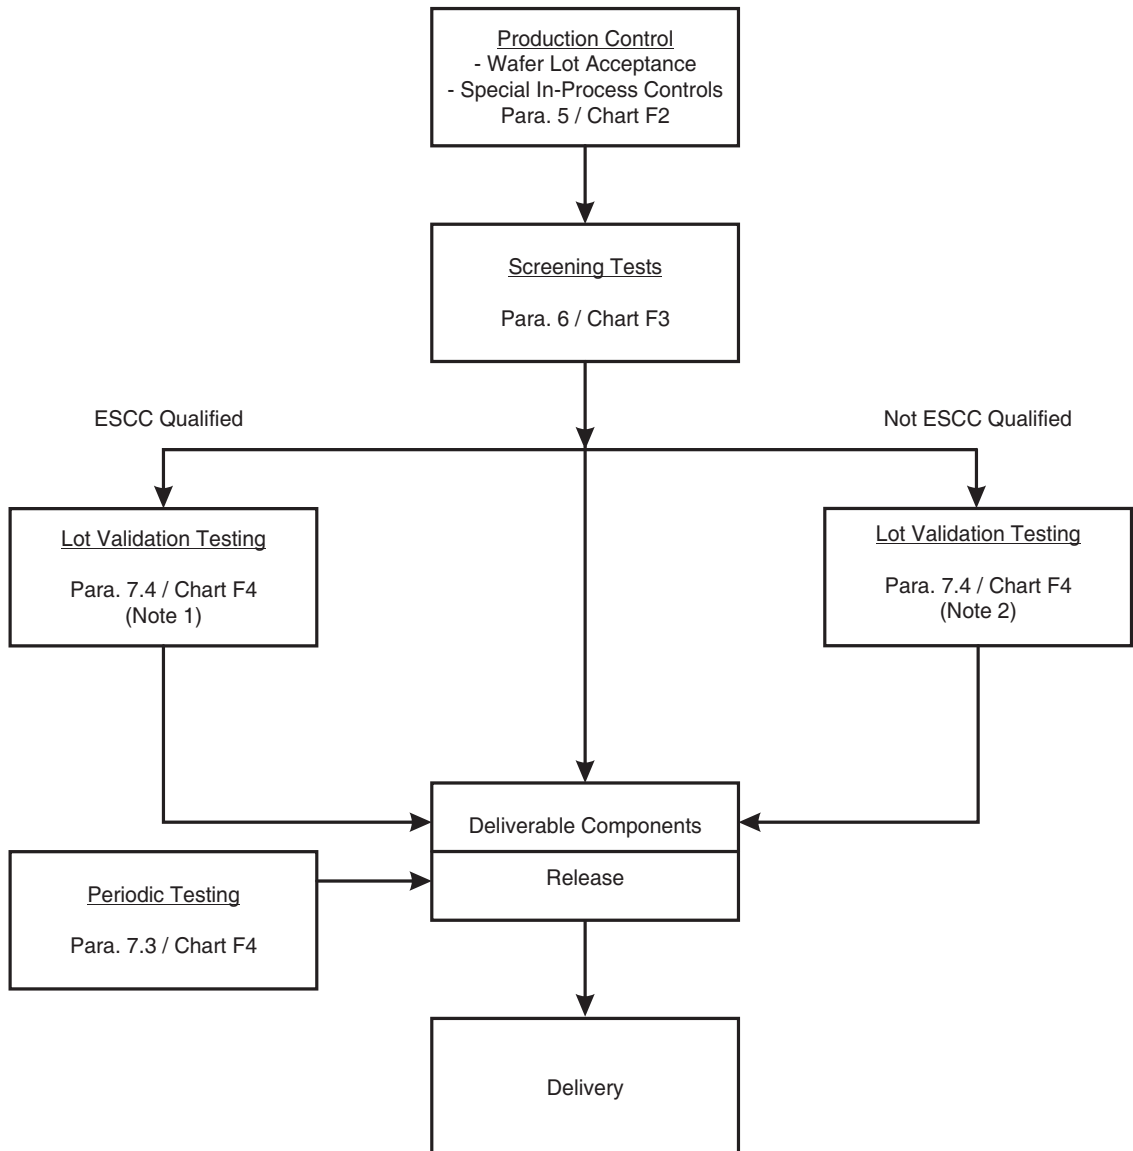 Production Control
- Wafer Lot Acceptance
- Special In-Process Controls
Para. 5 / Chart F2
Screening Tests
Para. 6 / Chart F3
ESCC Qualified
Not ESCC Qualified
Lot Validation Testing
Para. 7.4 / Chart F4
(Note 1)
Lot Validation Testing
Para. 7.4 / Chart F4
(Note 2)
Deliverable Components
Release
Periodic Testing
Para. 7.3 / Chart F4
Delivery